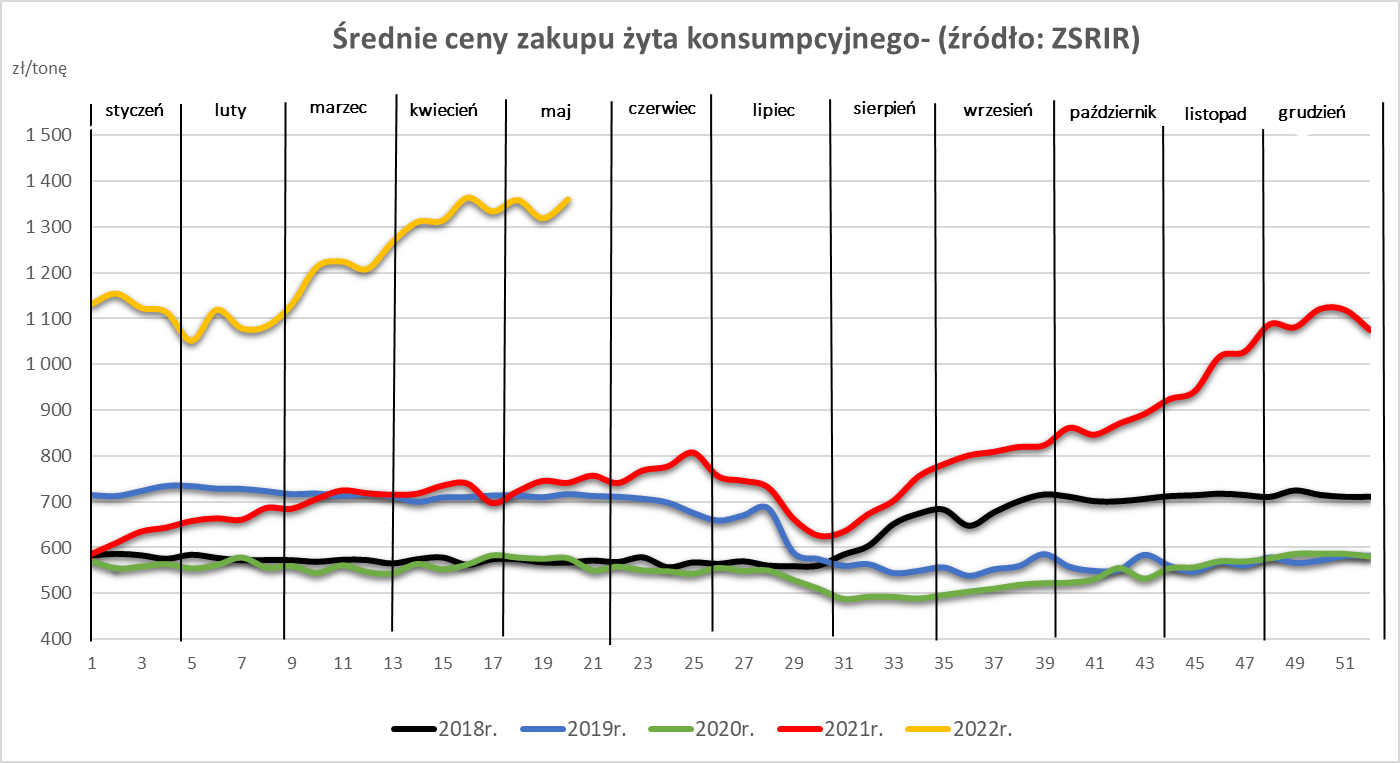 Średnie ceny zakupu żyta konsumpcyjnego- (źródło: ZSRIR)
zł/tonę
styczeń luty marzec kwiecień maj czerwiec lipiec sierpień wrzesień październik listopad grudzień
1 500
1 400
1 300
1 200
1 100
1 000
900
800
700
600
500
400
1 3 5 7 9 11 13 15 17 19 21 23 25 27 29 31 33 35 37 39 41 43 45 47 49 51
2018r. 2019r. 2020r. 2021r. 2022r.